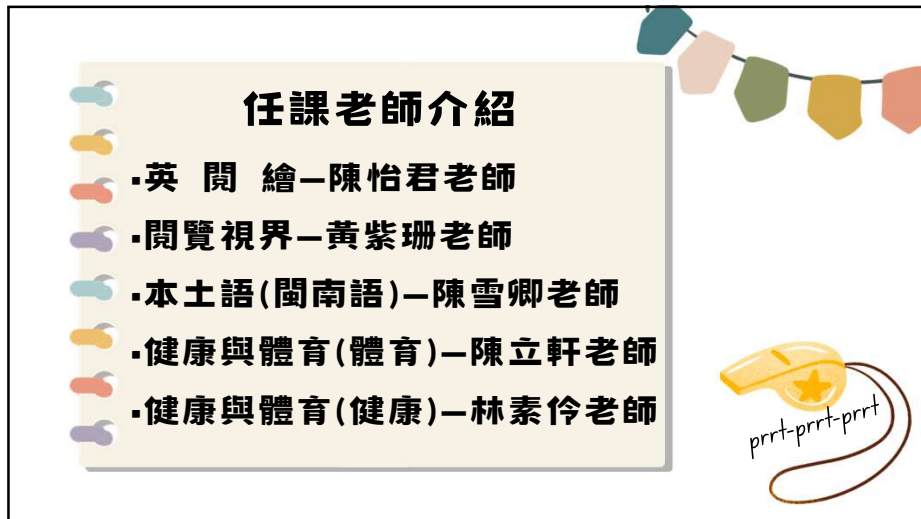 任課老師介紹
▪英 閱 繪—陳怡君老師
▪閱覽視界—黃紫珊老師
▪本土語(閩南語)—陳雪卿老師
▪健康與體育(體育)—陳立軒老師
▪健康與體育(健康)—林素伶老師
prrt-prrt-prrt